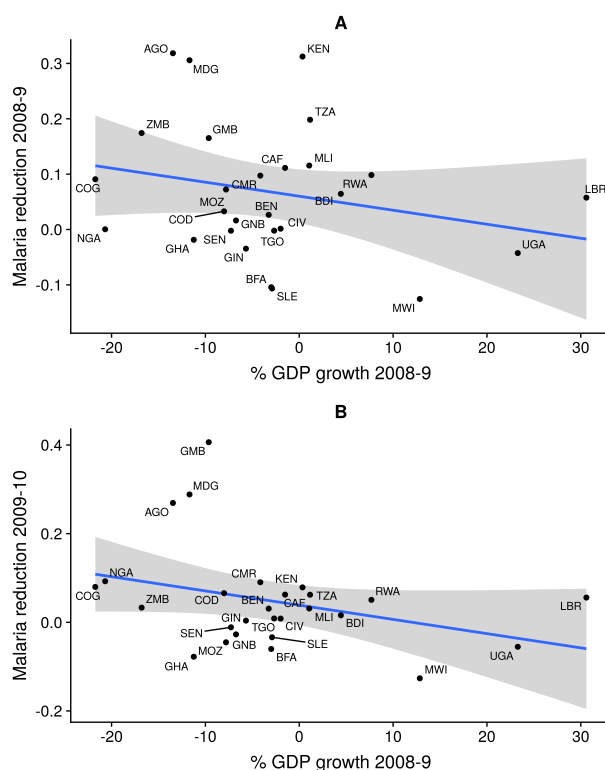 A
Malaria reduction 2008-9
0.3
0.2
0.1
0.0
-0.1
AGO
MDG
KEN
TZA
ZMB
GMB
CAF
MLI
COG
CMR
RWA
LBR
BDI
MOZ
BEN
COD
GNB
CIV
NGA
SEN
TGO
GHA
GIN
UGA
BFA
SLE
MWI
-20
-10
0
10
20
30
% GDP growth 2008-9
B
Malaria reduction 2009-10
0.4
0.2
0.0
-0.2
GMB
MDG
AGO
NGA
CMR
KEN
COG
ZMB
COD
BEN
CAF
TZA
RWA
LBR
GIN
MLI
BDI
SEN
TGO
CIV
GNB
SLE
MOZ
BFA
GHA
UGA
MWI
-20
-10
0
10
20
30
% GDP growth 2008-9